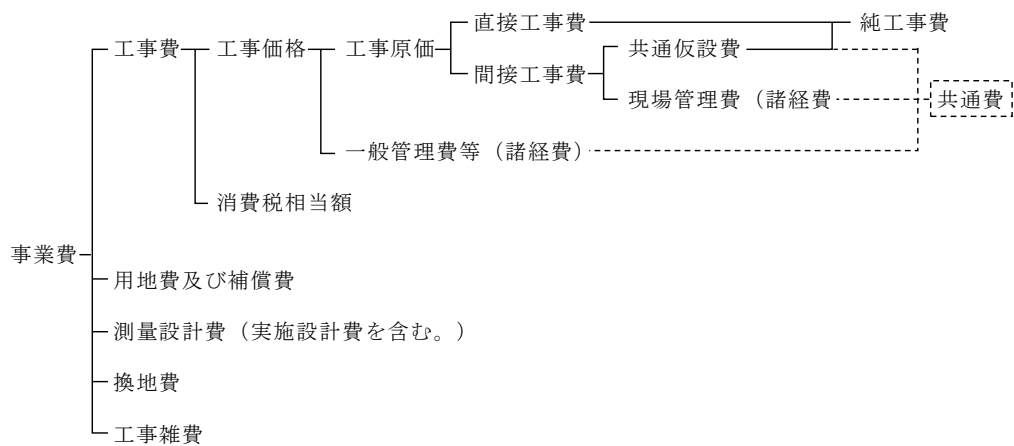 直接工事費
純工事費
工事費
工事価格
工事原価
共通仮設費
間接工事費
現場管理費（諸経費
共通費
一般管理費等（諸経費）
消費税相当額
事業費
用地費及び補償費
測量設計費（実施設計費を含む。）
換地費
工事雑費